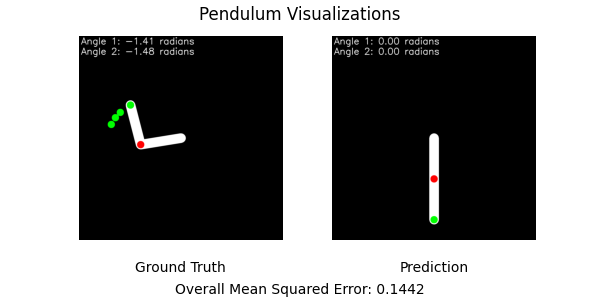 Pendulum Visualizations
Angle 1: −1.41 radians
Angle 2: −1.48 radians
Angle 1: 0.00 radians
Angle 2: 0.00 radians
Ground Truth
Prediction
Overall Mean Squared Error: 0.1442